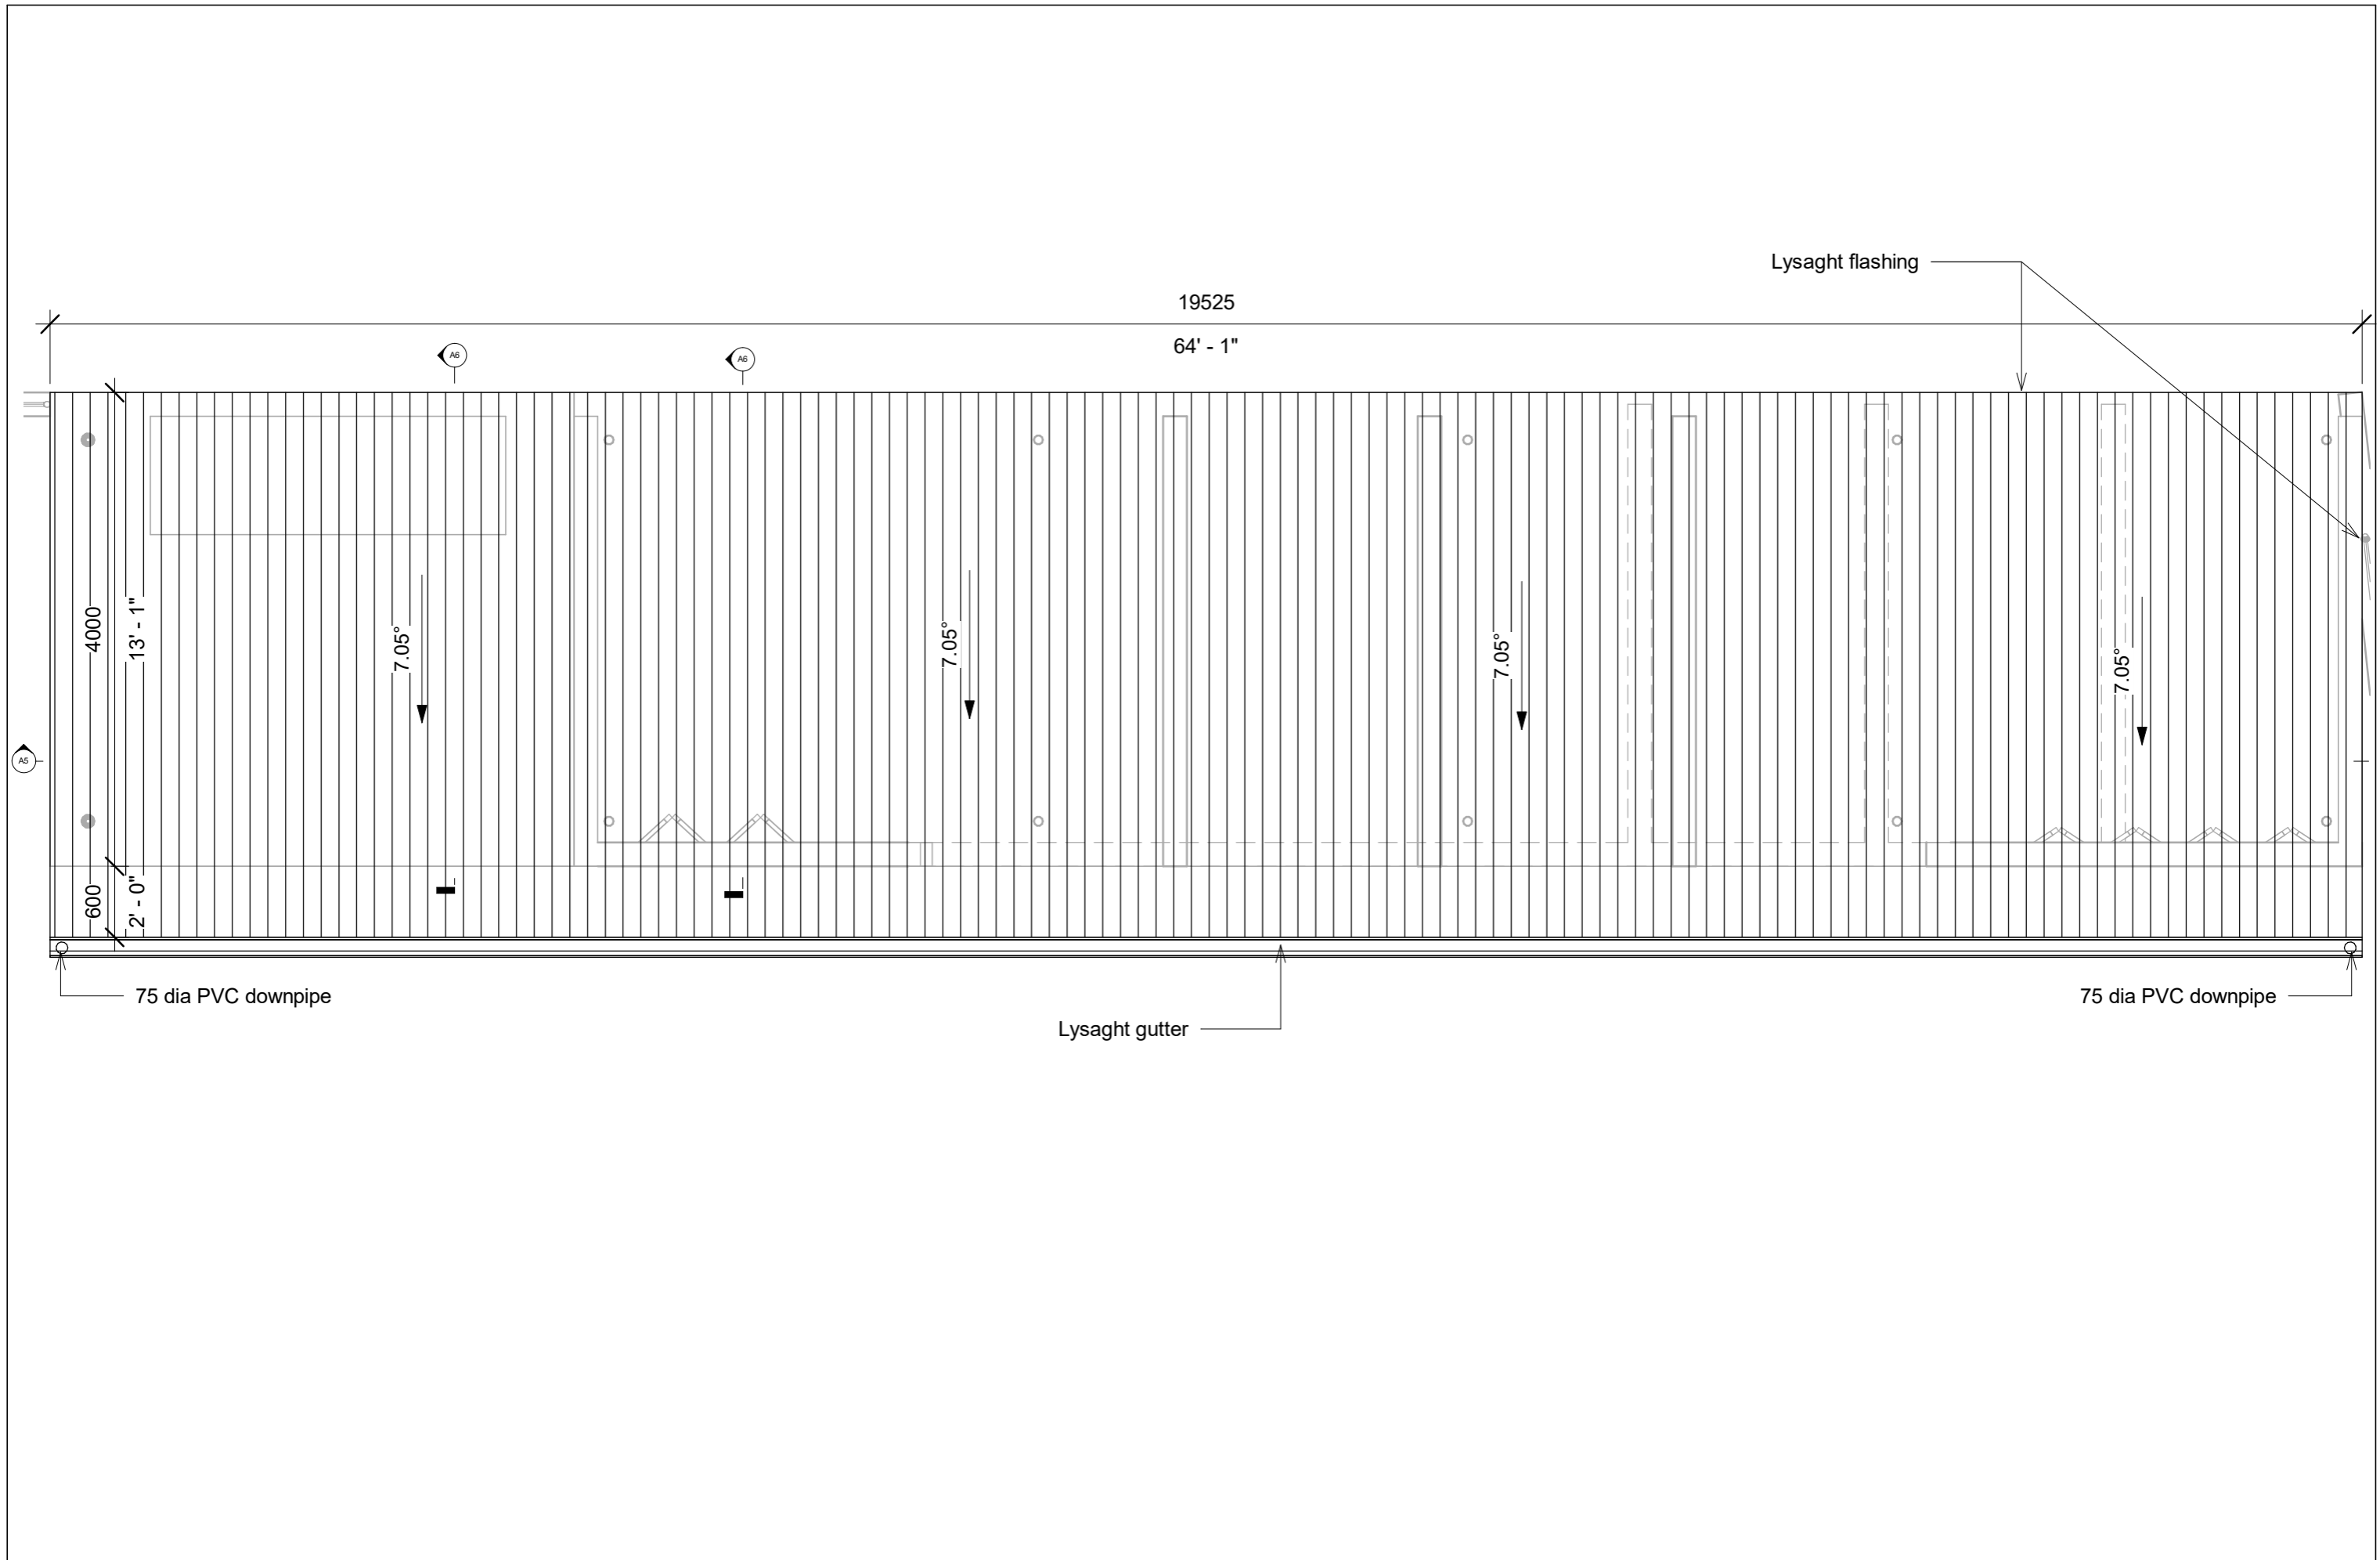 Lysaght flashing
19525
64' - 1"
A6
A6
4000
13' - 1"
7.05°
7.05°
7.05°
7.05°
A5
600
2' - 0"
75 dia PVC downpipe
75 dia PVC downpipe
Lysaght gutter